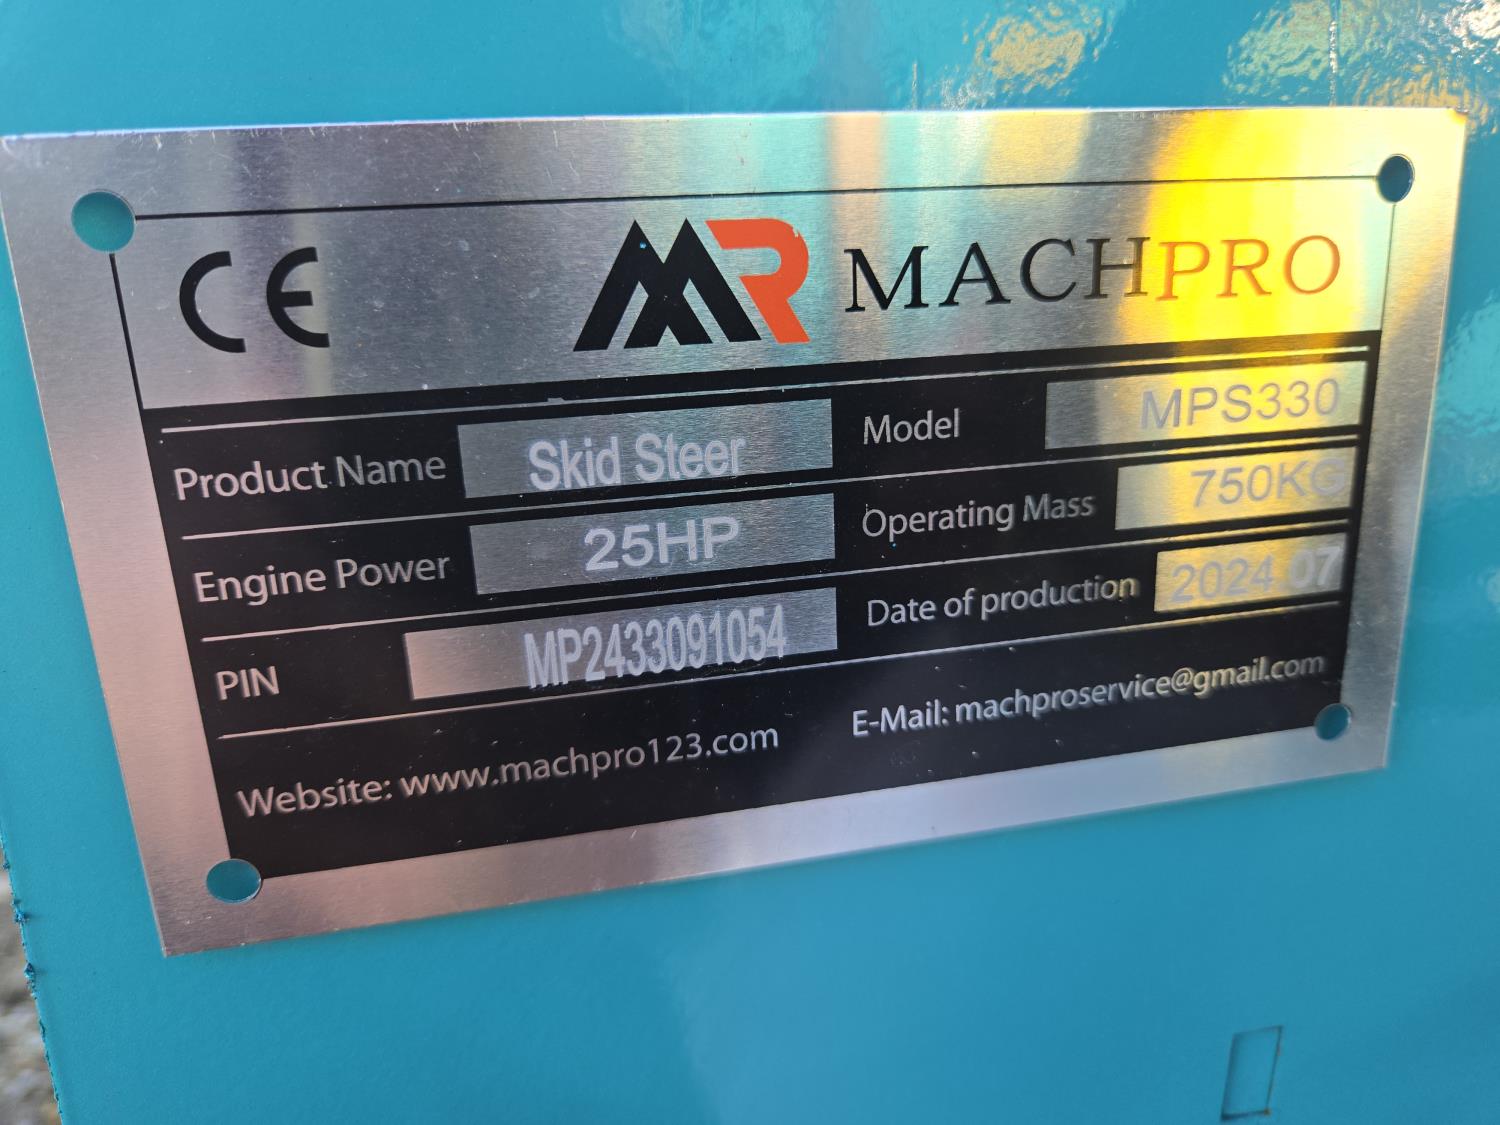 CE MR MACHPRO
Product Name Skid Steer Model MPS330
Engine Power 25HP Operating Mass 750KG
PIN MP2433091054 Date of production 2024.07
Website: www.machpro123.com E-Mail: machproservice@gmail.com